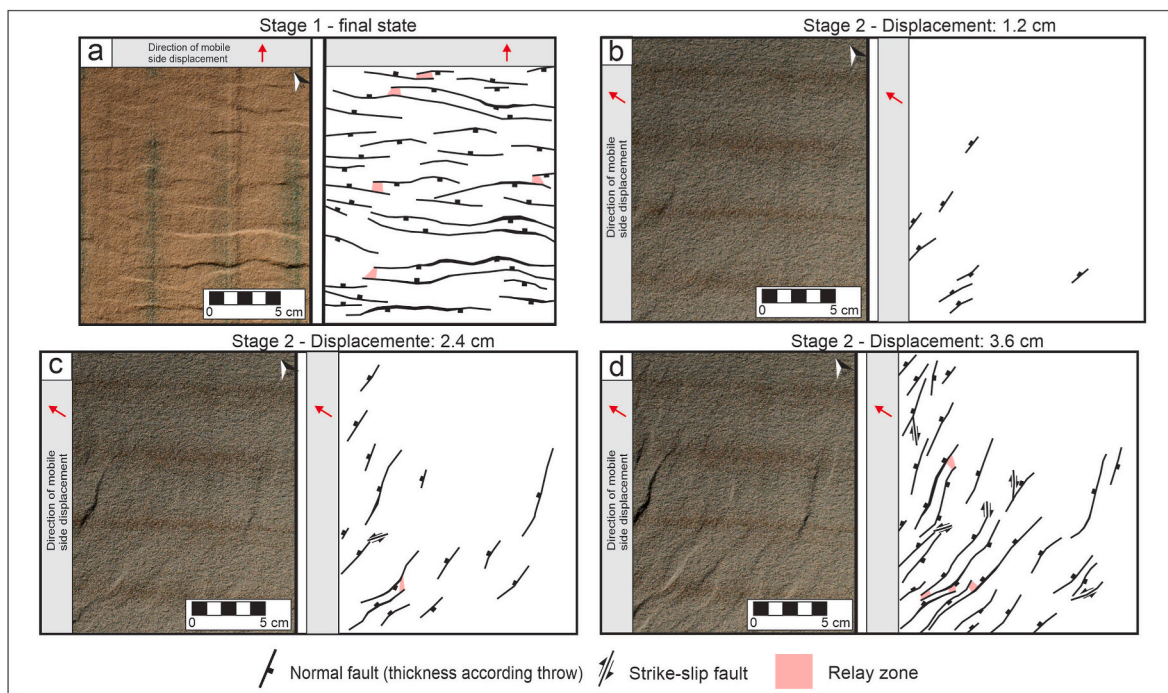 Stage 1 - final state
a
Direction of mobile
side displacement
0
5 cm
Stage 2 - Displacement: 1.2 cm
b
Direction of mobile
side displacement
0
5 cm
Stage 2 - Displacemente: 2.4 cm
c
Direction of mobile
side displacement
0
5 cm
Stage 2 - Displacement: 3.6 cm
d
Direction of mobile
side displacement
0
5 cm
Normal fault (thickness according throw)
Strike-slip fault
Relay zone